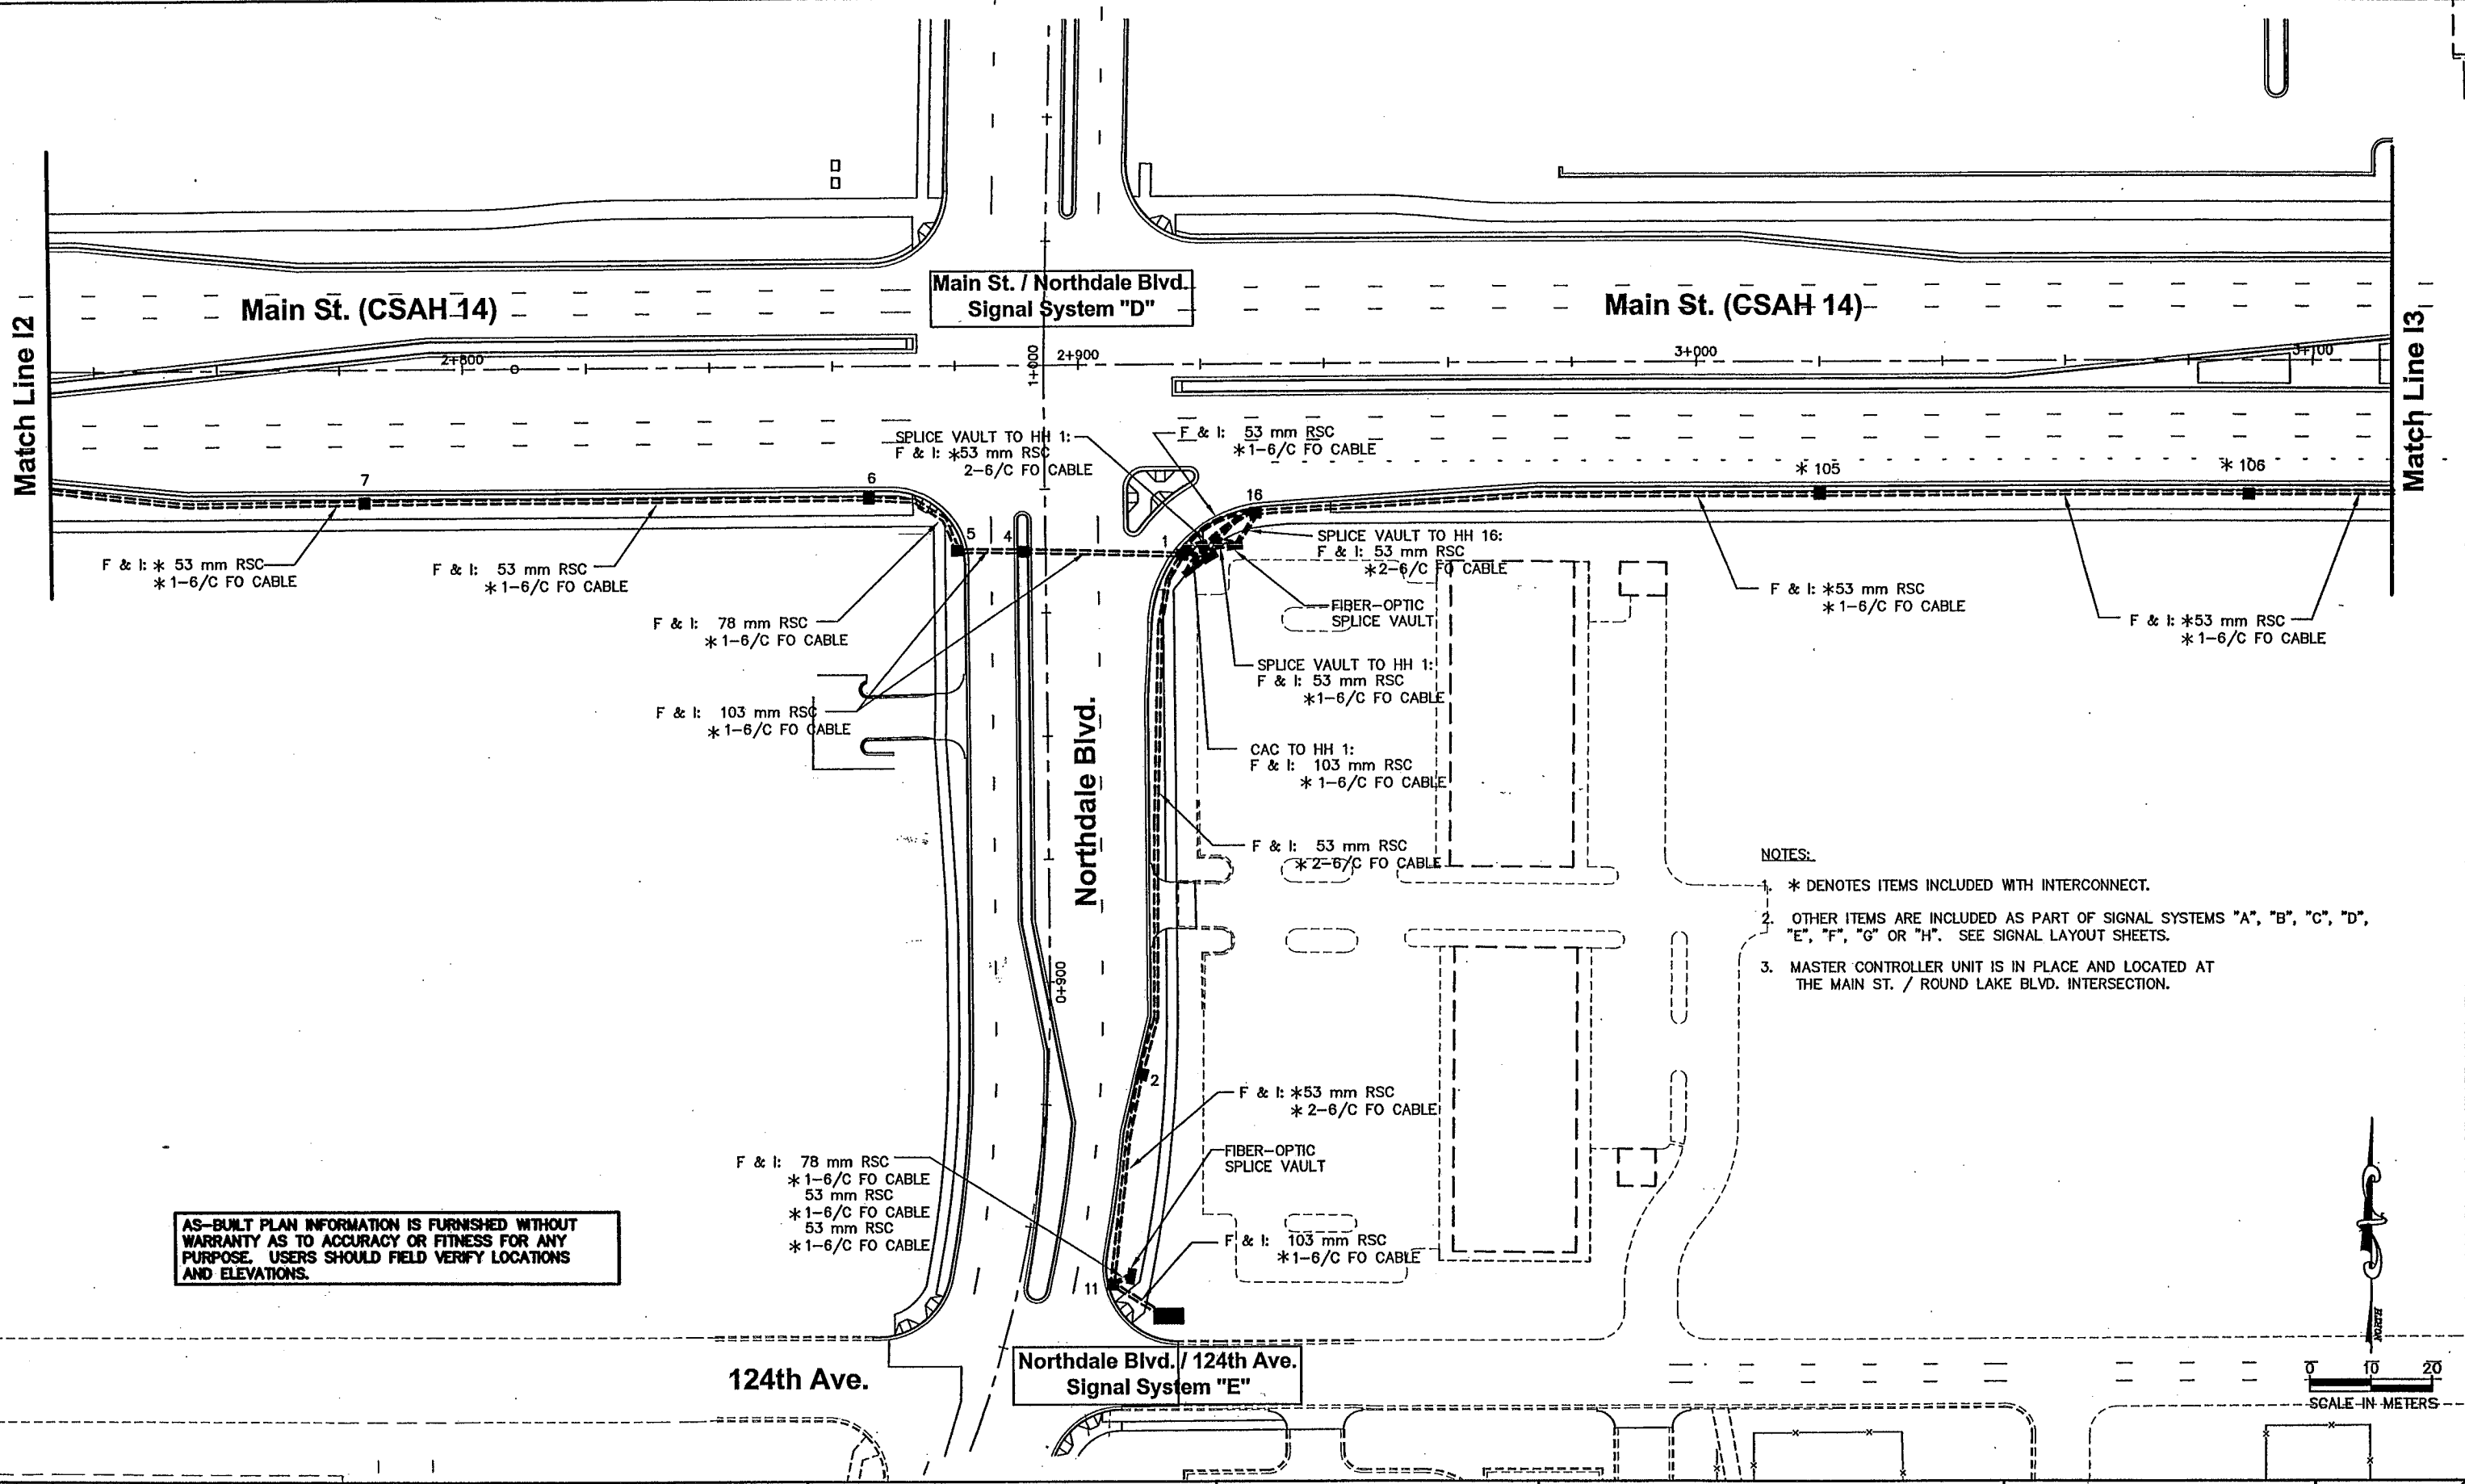 Main St. / Northdale Blvd.
Signal System "D"
Main St. (CSAH 14)
Main St. (CSAH 14)
Match Line I2
Match Line I3
2+800
1+000
2+900
3+000
3+100
SPLICE VAULT TO HH 1:
F & I: *53 mm RSC
2-6/C FO CABLE
F & I: 53 mm RSC
*1-6/C FO CABLE
7
6
5
4
1
16
* 105
* 106
F & I: * 53 mm RSC
*1-6/C FO CABLE
F & I: 53 mm RSC
*1-6/C FO CABLE
F & I: 78 mm RSC
*1-6/C FO CABLE
F & I: 103 mm RSC
*1-6/C FO CABLE
SPLICE VAULT TO HH 16:
F & I: 53 mm RSC
*2-6/C FO CABLE
FIBER-OPTIC
SPLICE VAULT
SPLICE VAULT TO HH 1:
F & I: 53 mm RSC
*1-6/C FO CABLE
CAC TO HH 1:
F & I: 103 mm RSC
*1-6/C FO CABLE
F & I: 53 mm RSC
*2-6/C FO CABLE
F & I: *53 mm RSC
*1-6/C FO CABLE
F & I: *53 mm RSC
*1-6/C FO CABLE
Northdale Blvd.
0+900
NOTES:
1. * DENOTES ITEMS INCLUDED WITH INTERCONNECT.
2. OTHER ITEMS ARE INCLUDED AS PART OF SIGNAL SYSTEMS "A", "B", "C", "D",
"E", "F", "G" OR "H". SEE SIGNAL LAYOUT SHEETS.
3. MASTER CONTROLLER UNIT IS IN PLACE AND LOCATED AT
THE MAIN ST. / ROUND LAKE BLVD. INTERSECTION.
2
F & I: *53 mm RSC
*2-6/C FO CABLE
FIBER-OPTIC
SPLICE VAULT
F & I: 78 mm RSC
*1-6/C FO CABLE
53 mm RSC
*1-6/C FO CABLE
53 mm RSC
*1-6/C FO CABLE
F & I: 103 mm RSC
*1-6/C FO CABLE
11
AS-BUILT PLAN INFORMATION IS FURNISHED WITHOUT
WARRANTY AS TO ACCURACY OR FITNESS FOR ANY
PURPOSE. USERS SHOULD FIELD VERIFY LOCATIONS
AND ELEVATIONS.
124th Ave.
Northdale Blvd. / 124th Ave.
Signal System "E"
0 10 20
SCALE IN METERS